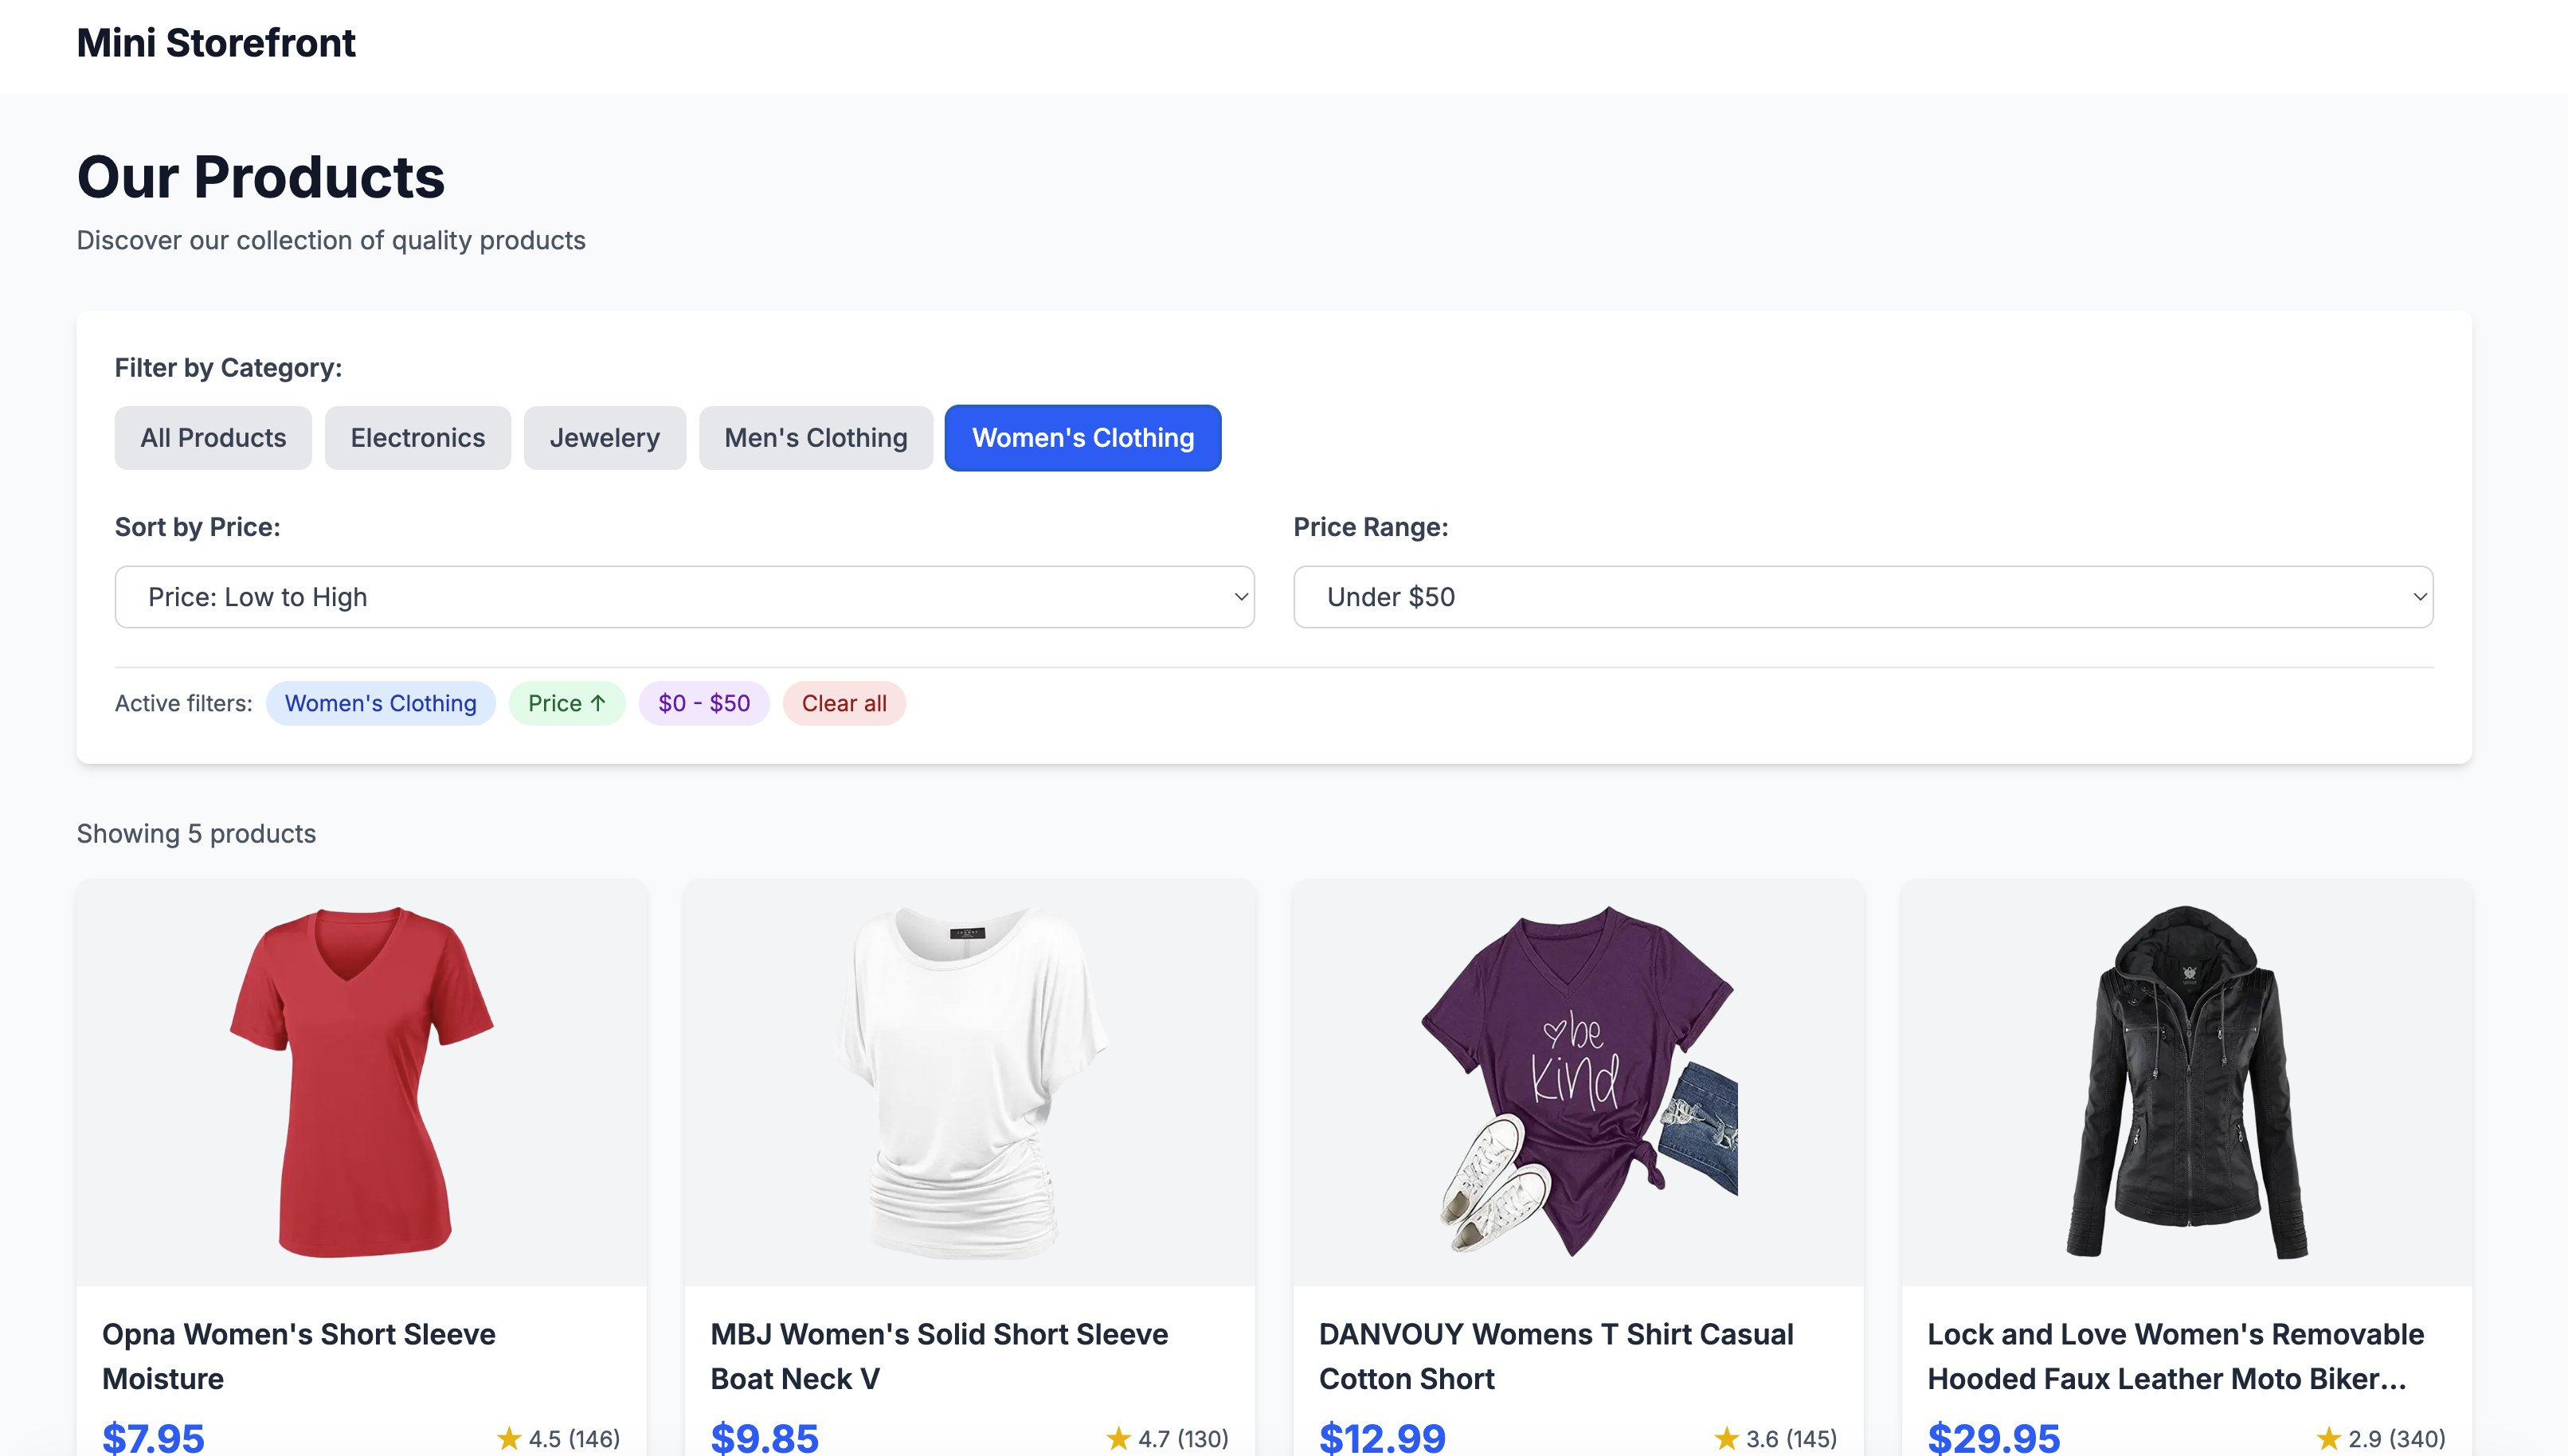 Mini Storefront
Our Products
Discover our collection of quality products
Filter by Category:
All Products Electronics Jewelery Men's Clothing Women's Clothing
Sort by Price: Price Range:
Price: Low to High Under $50
Active filters: Women's Clothing Price ↑ $0 - $50 Clear all
Showing 5 products
be
kind
Opna Women's Short Sleeve
Moisture
$7.95 ★ 4.5 (146)
MBJ Women's Solid Short Sleeve
Boat Neck V
$9.85 ★ 4.7 (130)
DANVOUY Womens T Shirt Casual
Cotton Short
$12.99 ★ 3.6 (145)
Lock and Love Women's Removable
Hooded Faux Leather Moto Biker...
$29.95 ★ 2.9 (340)